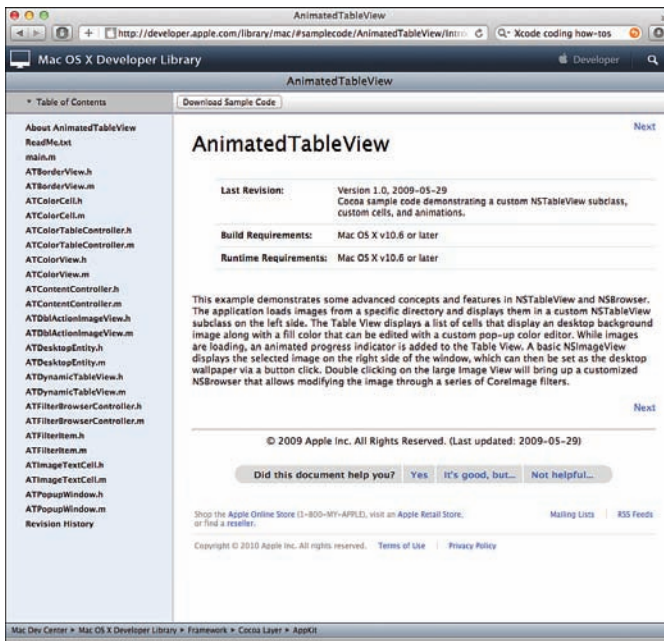 AnimatedTableView
http://developer.apple.com/library/mac/#samplecode/AnimatedTableView/Intro
Xcode coding how-tos
Mac OS X Developer Library
Developer
AnimatedTableView
Table of Contents
Download Sample Code
About AnimatedTableView
ReadMe.txt
main.m
ATBorderView.h
ATBorderView.m
ATColorCell.h
ATColorCell.m
ATColorTableController.h
ATColorTableController.m
ATColorView.h
ATColorView.m
ATContentController.h
ATContentController.m
ATDblActionImageView.h
ATDblActionImageView.m
ATDesktopEntity.h
ATDesktopEntity.m
ATDynamicTableView.h
ATDynamicTableView.m
ATFilterBrowserController.h
ATFilterBrowserController.m
ATFilterItem.h
ATFilterItem.m
ATImageTextCell.h
ATImageTextCell.m
ATPopupWindow.h
ATPopupWindow.m
Revision History
Next
AnimatedTableView
Last Revision: Version 1.0, 2009-05-29
Cocoa sample code demonstrating a custom NSTableView subclass,
custom cells, and animations.
Build Requirements: Mac OS X v10.6 or later
Runtime Requirements: Mac OS X v10.6 or later
This example demonstrates some advanced concepts and features in NSTableView and NSBrowser.
The application loads images from a specific directory and displays them in a custom NSTableView
subclass on the left side. The Table View displays a list of cells that display an desktop background
image along with a fill color that can be edited with a custom pop-up color editor. While images
are loading, an animated progress indicator is added to the Table View. A basic NSImageView
displays the selected image on the right side of the window, which can then be set as the desktop
wallpaper via a button click. Double clicking on the large Image View will bring up a customized
NSBrowser that allows modifying the image through a series of CoreImage filters.
Next
© 2009 Apple Inc. All Rights Reserved. (Last updated: 2009-05-29)
Did this document help you? Yes It's good, but... Not helpful...
Shop the Apple Online Store (1-800-MY-APPLE), visit an Apple Retail Store,
or find a reseller.
Mailing Lists RSS Feeds
Copyright © 2010 Apple Inc. All rights reserved. Terms of Use Privacy Policy
Mac Dev Center ▸ Mac OS X Developer Library ▸ Framework ▸ Cocoa Layer ▸ AppKit